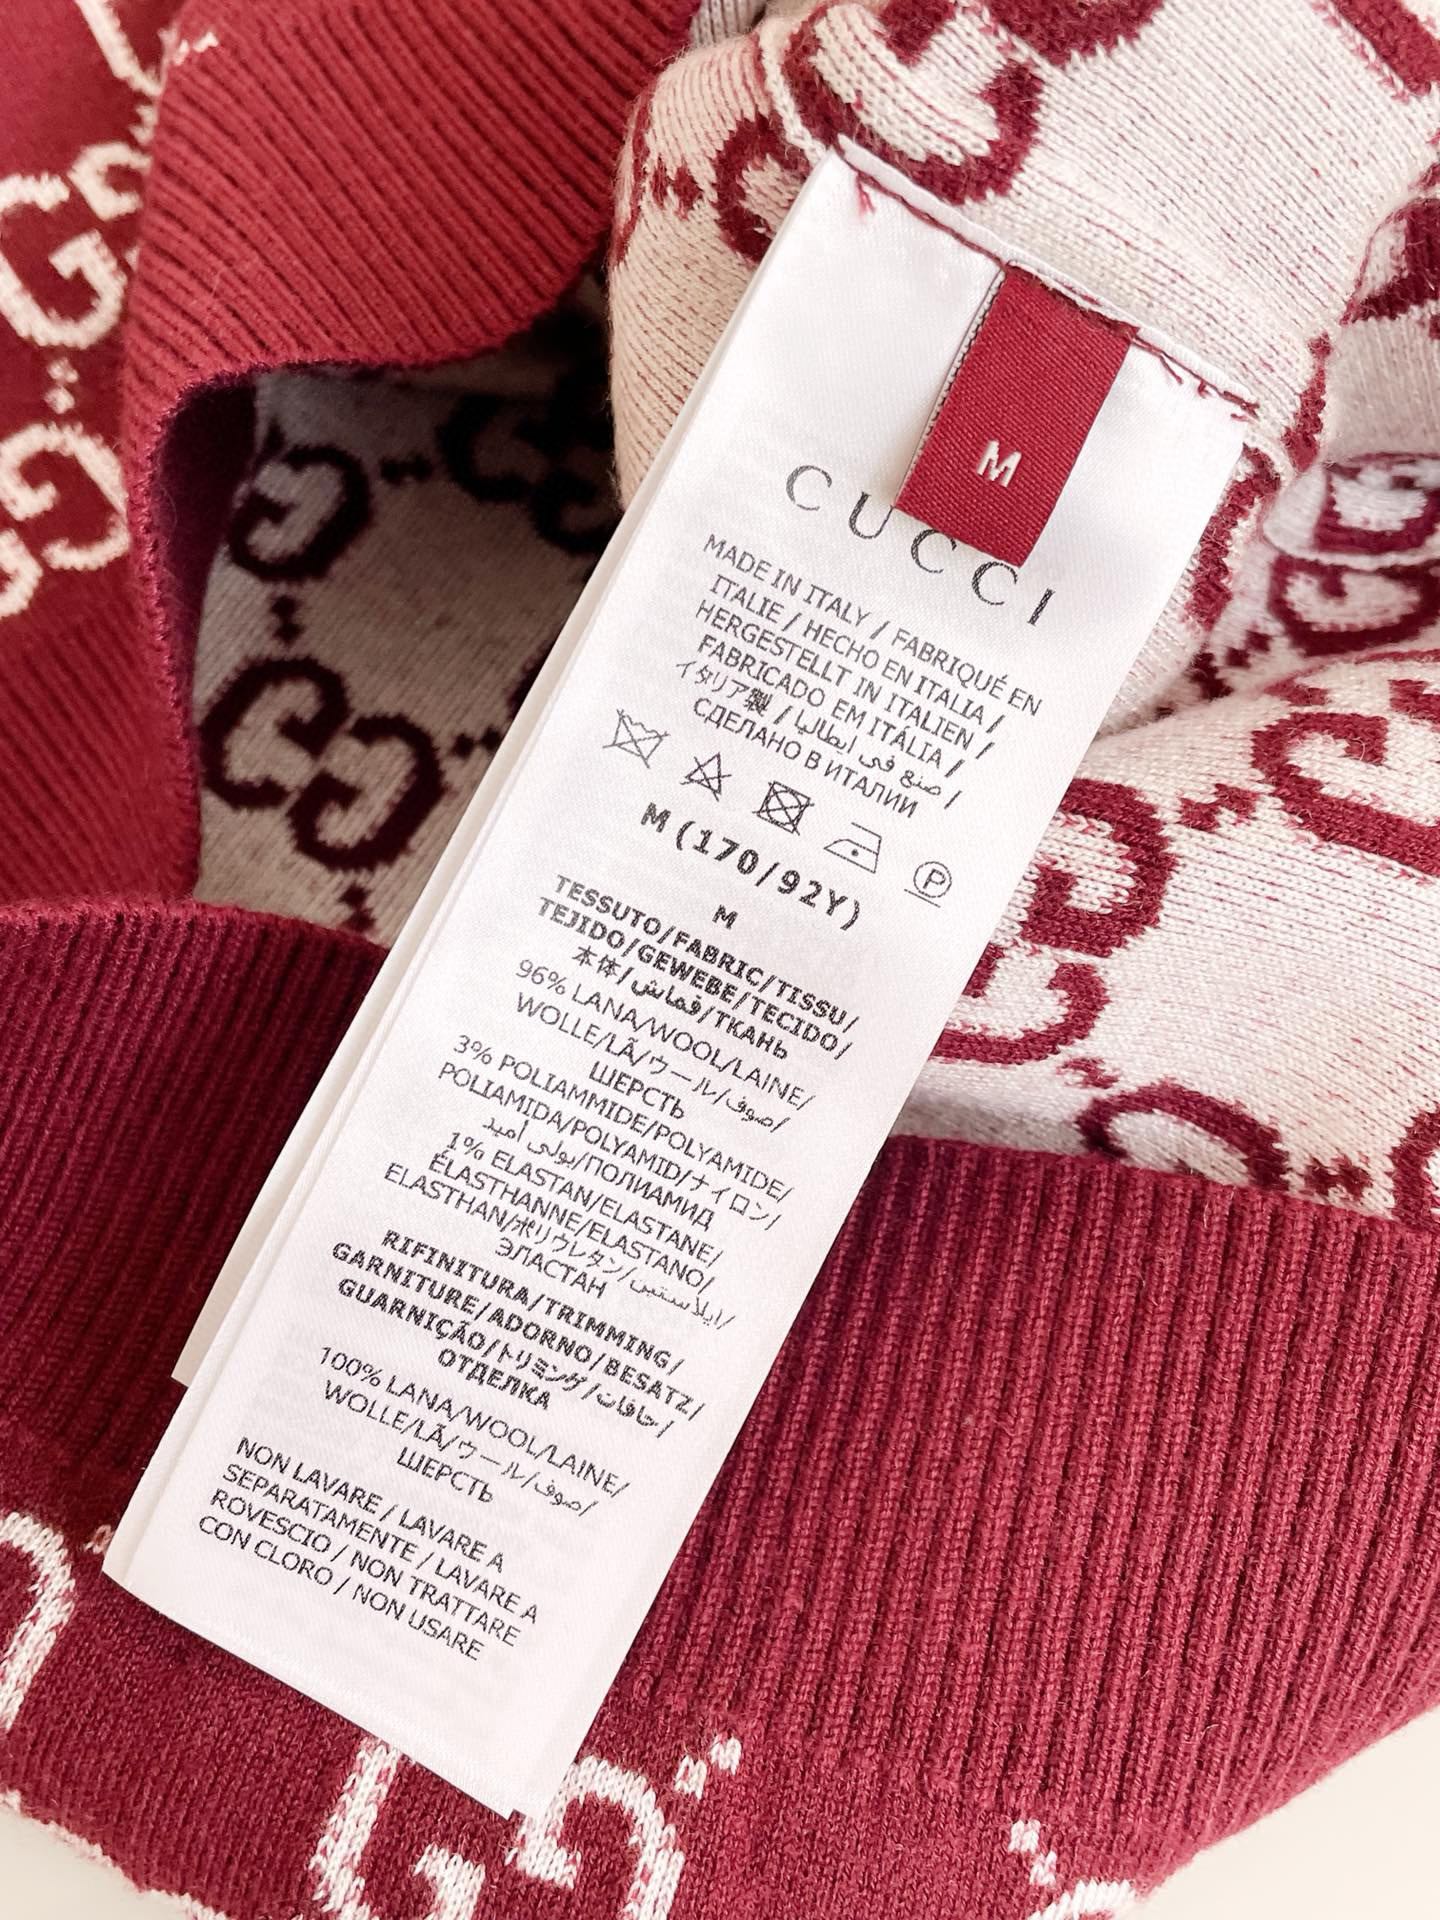 M
GUCCI
MADE IN ITALY / FABRIQUÉ EN
ITALIE / HECHO EN ITALIA /
HERGESTELLT IN ITALIEN /
FABRICADO EM ITÁLIA /
イタリア製 / صنع في ايطاليا /
СДЕЛАНО В ИТАЛИИ
P
M (170/92Y)
M
TESSUTO/FABRIC/TISSU/
TEJIDO/GEWEBE/TECIDO/
本体/قماش/ТКАНЬ
96% LANA/WOOL/LAINE/
WOLLE/LÃ/ウール/صوف/
ШЕРСТЬ
3% POLIAMMIDE/POLYAMIDE/
POLIAMIDA/POLYAMID/ナイロン/
بولي أميد/ПОЛИАМИД
1% ELASTAN/ELASTANE/
ÉLASTHANNE/ELASTANO/
ELASTHAN/ポリウレタン/ايلاستين/
ЭЛАСТАН
RIFINITURA/TRIMMING/
GARNITURE/ADORNO/BESATZ/
GUARNIÇÃO/トリミング/حافات/
ОТДЕЛКА
100% LANA/WOOL/LAINE/
WOLLE/LÃ/ウール/صوف/
ШЕРСТЬ
NON LAVARE / LAVARE A
SEPARATAMENTE / LAVARE A
ROVESCIO / NON TRATTARE
CON CLORO / NON USARE